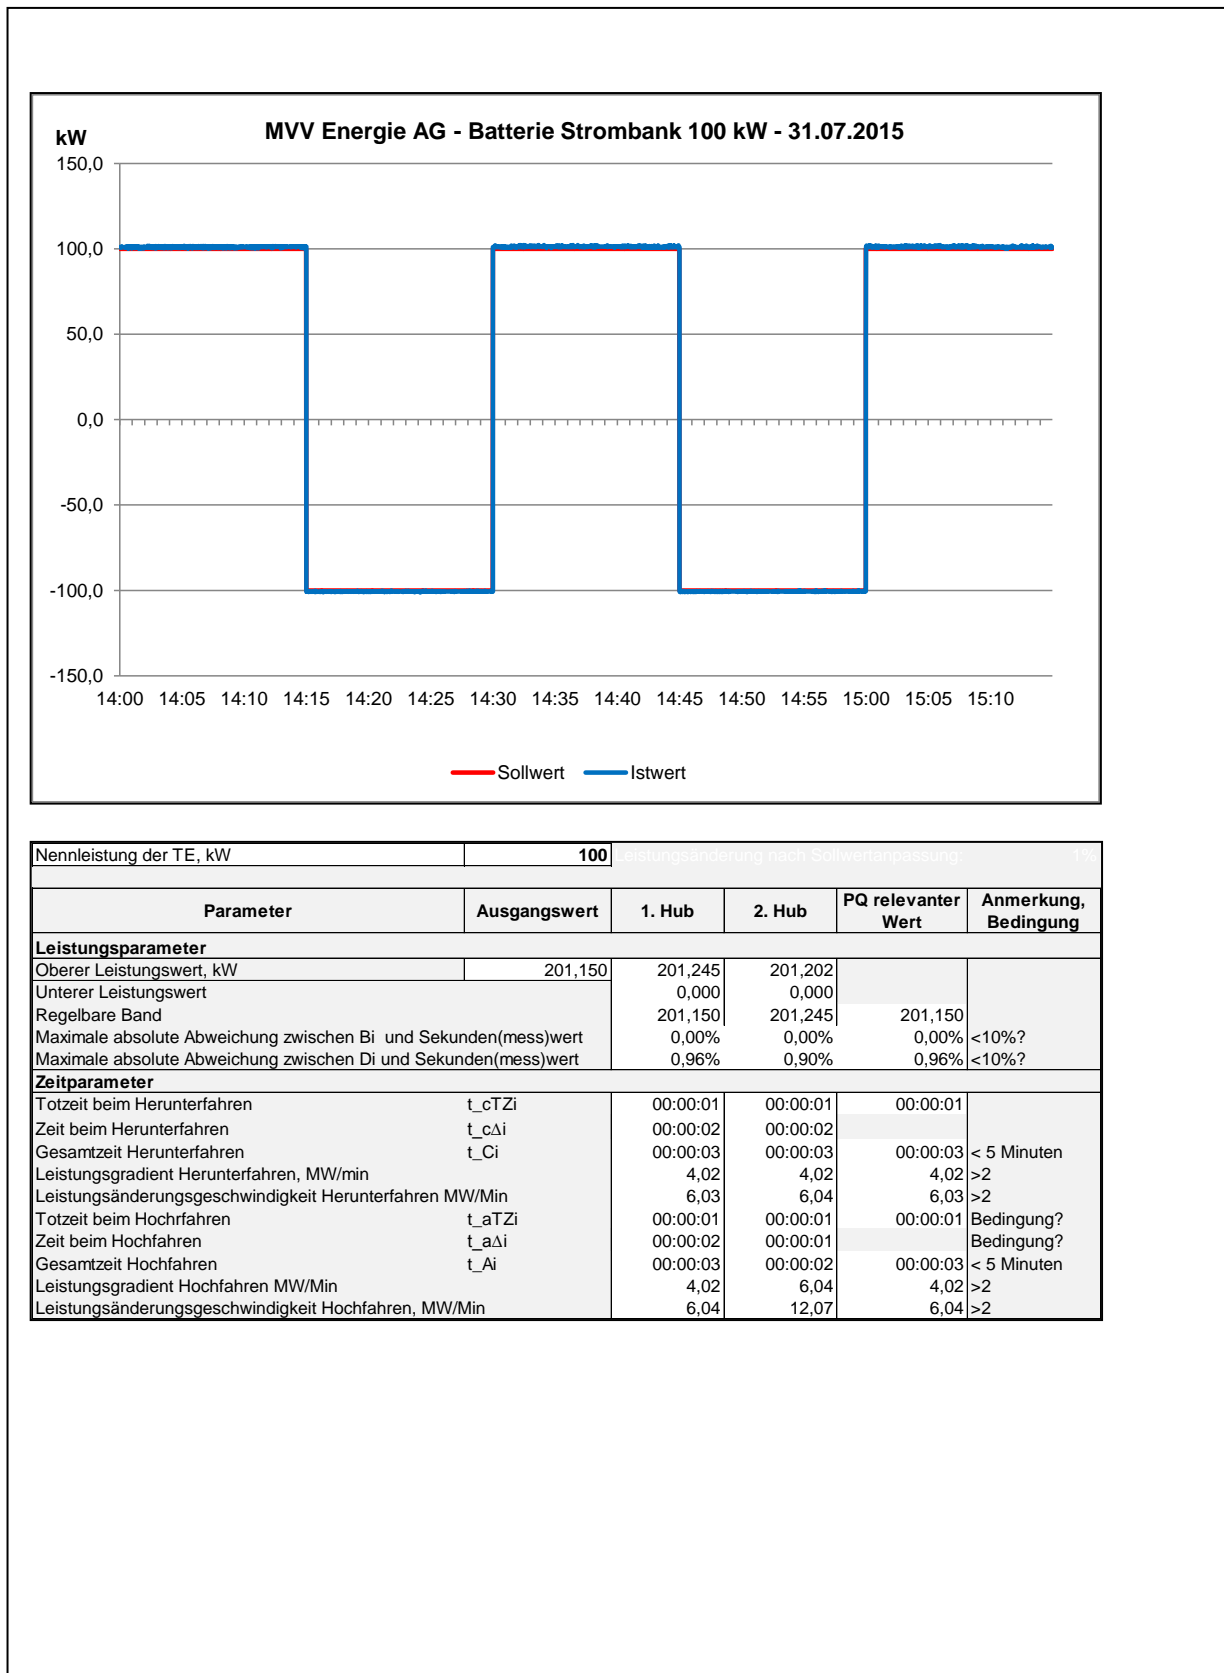 MVV Energie AG - Batterie Strombank 100 kW - 31.07.2015
kW
150,0
100,0
50,0
0,0
-50,0
-100,0
-150,0
14:00 14:05 14:10 14:15 14:20 14:25 14:30 14:35 14:40 14:45 14:50 14:55 15:00 15:05 15:10
Sollwert Istwert
Nennleistung der TE, kW 100 Leistungsänderung nach Sollwertanpassung: 1%
Parameter Ausgangswert 1. Hub 2. Hub PQ relevanter Wert Anmerkung, Bedingung
Leistungsparameter
Oberer Leistungswert, kW 201,150 201,245 201,202
Unterer Leistungswert 0,000 0,000
Regelbare Band 201,150 201,245 201,150
Maximale absolute Abweichung zwischen Bi und Sekunden(mess)wert 0,00% 0,00% 0,00% <10%?
Maximale absolute Abweichung zwischen Di und Sekunden(mess)wert 0,96% 0,90% 0,96% <10%?
Zeitparameter
Totzeit beim Herunterfahren t_cTZi 00:00:01 00:00:01 00:00:01
Zeit beim Herunterfahren t_c∆i 00:00:02 00:00:02
Gesamtzeit Herunterfahren t_Ci 00:00:03 00:00:03 00:00:03 < 5 Minuten
Leistungsgradient Herunterfahren, MW/min 4,02 4,02 4,02 >2
Leistungsänderungsgeschwindigkeit Herunterfahren MW/Min 6,03 6,04 6,03 >2
Totzeit beim Hochrfahren t_aTZi 00:00:01 00:00:01 00:00:01 Bedingung?
Zeit beim Hochfahren t_a∆i 00:00:02 00:00:01 Bedingung?
Gesamtzeit Hochfahren t_Ai 00:00:03 00:00:02 00:00:03 < 5 Minuten
Leistungsgradient Hochfahren MW/Min 4,02 6,04 4,02 >2
Leistungsänderungsgeschwindigkeit Hochfahren, MW/Min 6,04 12,07 6,04 >2